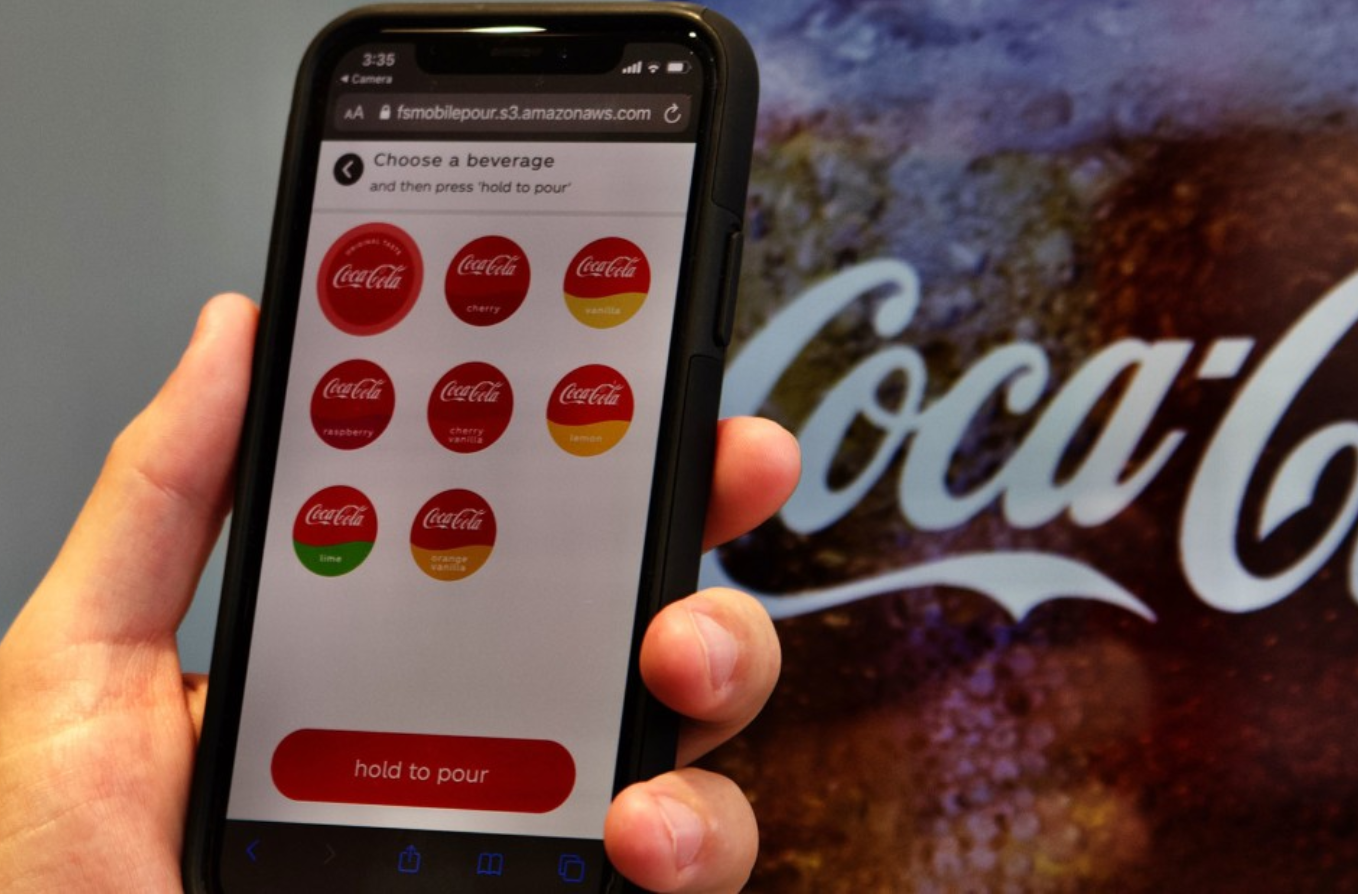 3:35
Camera
AA fsmobilepour.s3.amazonaws.com
Choose a beverage
and then press 'hold to pour'
ORIGINAL TASTE
Coca-Cola
Coca-Cola
cherry
Coca-Cola
vanilla
Coca-Cola
raspberry
Coca-Cola
cherry
vanilla
Coca-Cola
lemon
Coca-Cola
lime
Coca-Cola
orange
vanilla
hold to pour
Coca-Co